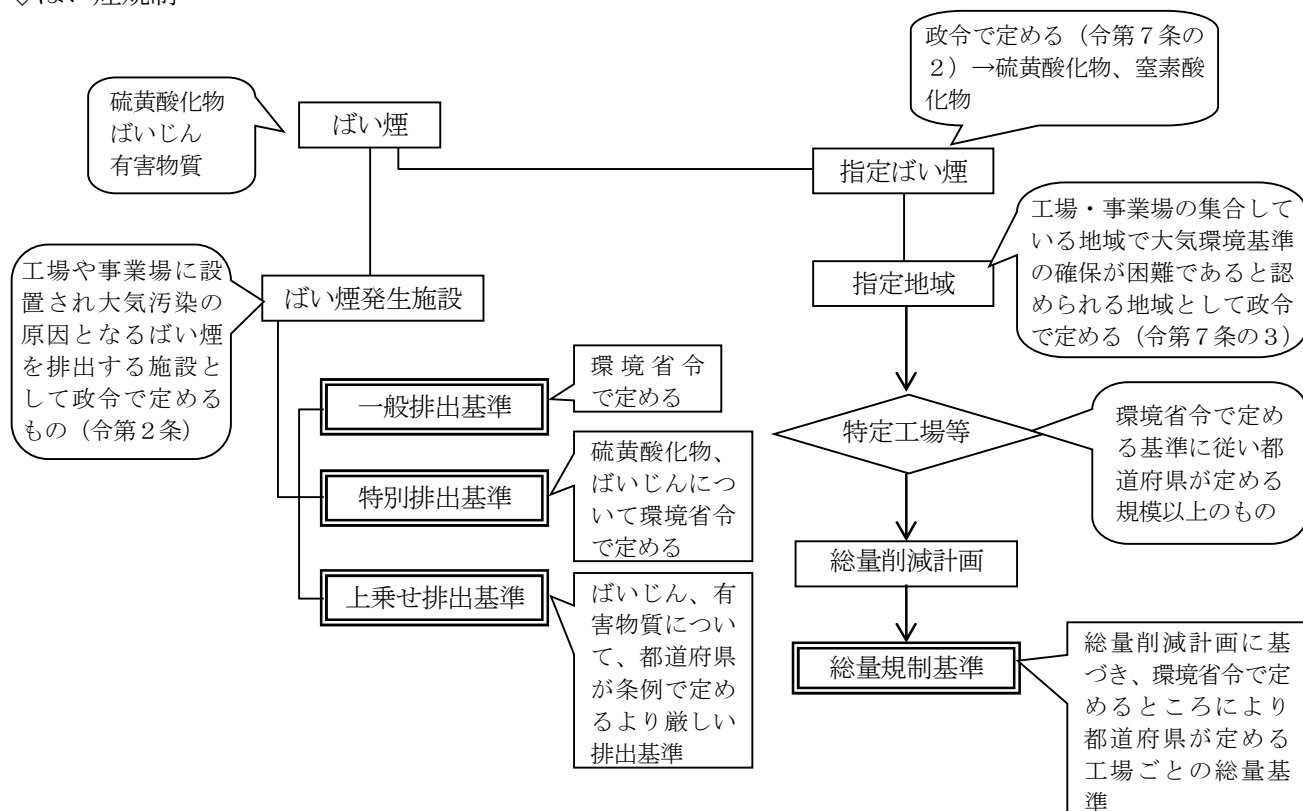 ◇ばい煙規制
政令で定める（令第７条の
２）→硫黄酸化物、窒素酸
化物
硫黄酸化物
ばいじん
有害物質
ばい煙
指定ばい煙
工場・事業場の集合して
いる地域で大気環境基準
の確保が困難であると認
められる地域として政令
で定める（令第７条の３）
工場や事業場に設
置され大気汚染の
原因となるばい煙
を排出する施設と
して政令で定める
もの（令第２条）
ばい煙発生施設
指定地域
一般排出基準
環境省令
で定める
特定工場等
環境省令で定め
る基準に従い都
道府県が定める
規模以上のもの
特別排出基準
硫黄酸化物、
ばいじんにつ
いて環境省令
で定める
総量削減計画
上乗せ排出基準
ばいじん、有
害物質につい
て、都道府県
が条例で定め
るより厳しい
排出基準
総量規制基準
総量削減計画に基
づき、環境省令で定
めるところにより
都道府県が定める
工場ごとの総量基
準